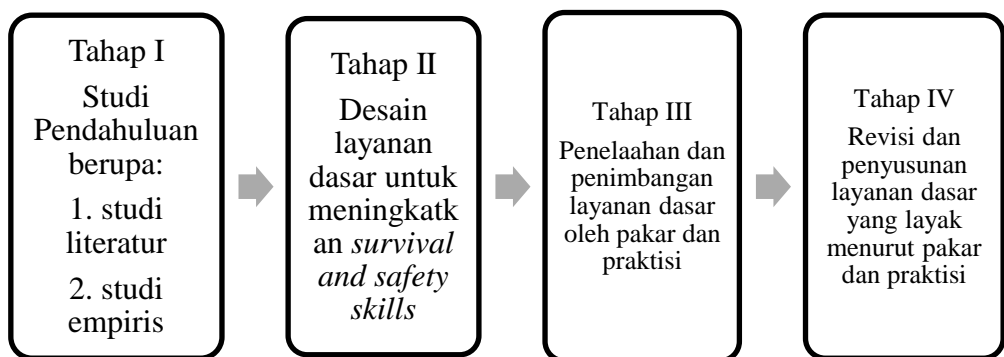 Tahap I
Studi
Pendahuluan
berupa:
1. studi
literatur
2. studi
empiris
Tahap II
Desain
layanan
dasar untuk
meningkatk
an survival
and safety
skills
Tahap III
Penelaahan dan
penimbangan
layanan dasar
oleh pakar dan
praktisi
Tahap IV
Revisi dan
penyusunan
layanan dasar
yang layak
menurut pakar
dan praktisi